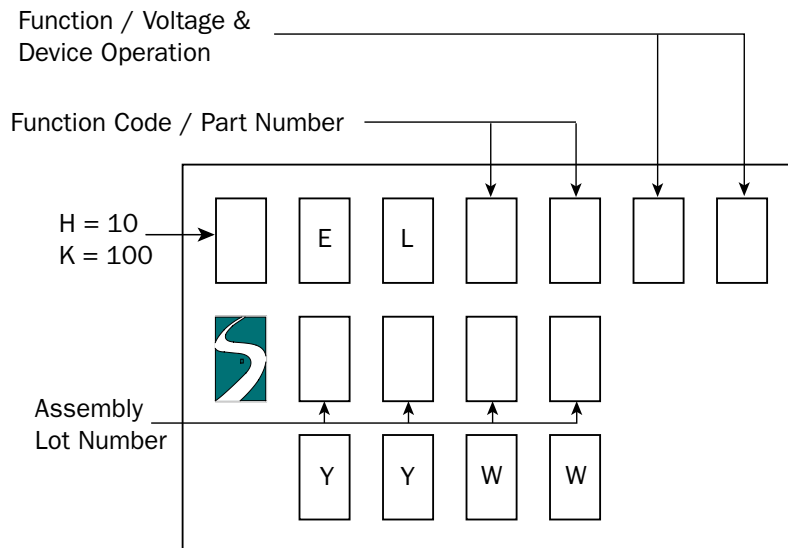 Function / Voltage &
Device Operation
Function Code / Part Number
H = 10
K = 100
E L
Assembly
Lot Number
Y Y W W